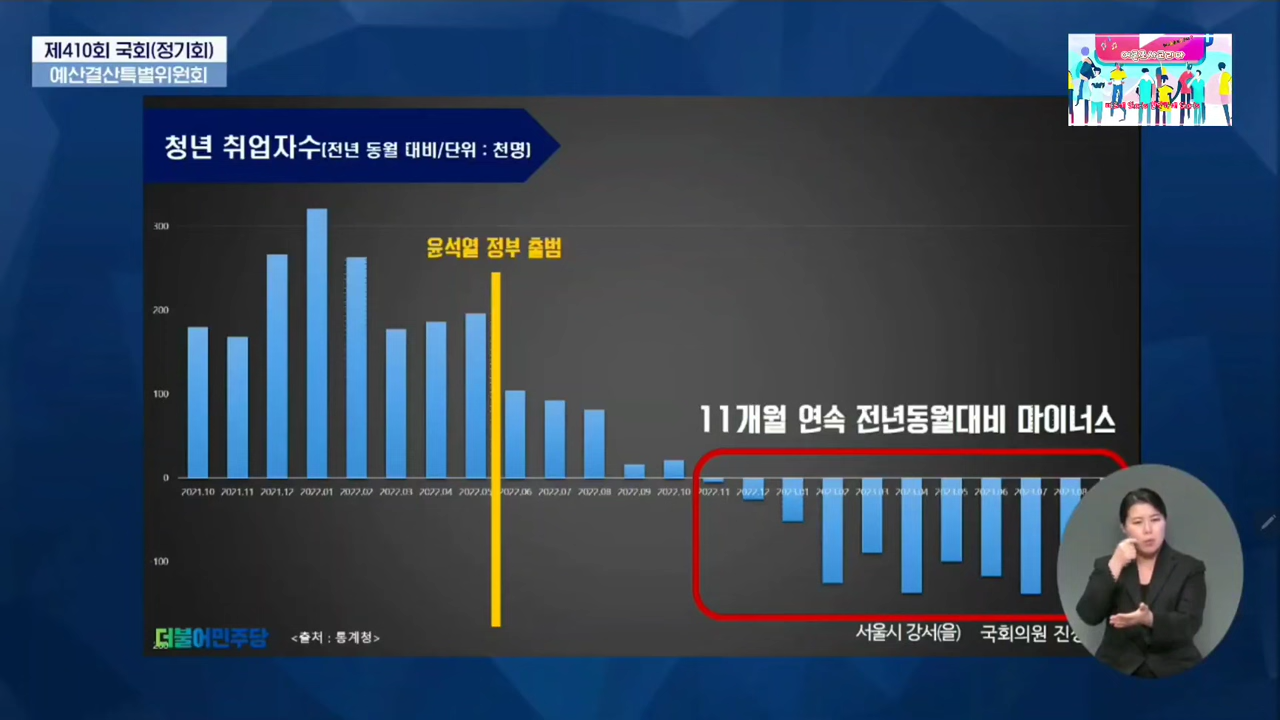 제410회 국회(정기회)
예산결산특별위원회
청년 취업자수(전년 동월 대비/단위 : 천명)
300
윤석열 정부 출범
200
100
11개월 연속 전년동월대비 마이너스
0
2021.10 2021.11 2021.12 2022.01 2022.02 2022.03 2022.04 2022.05 2022.06 2022.07 2022.08 2022.09 2022.10 2022.11 2022.12 2023.01 2023.02 2023.03 2023.04 2023.05 2023.06 2023.07 2023.08
100
더불어민주당 <출처 : 통계청>
서울시 강서(을) 국회의원